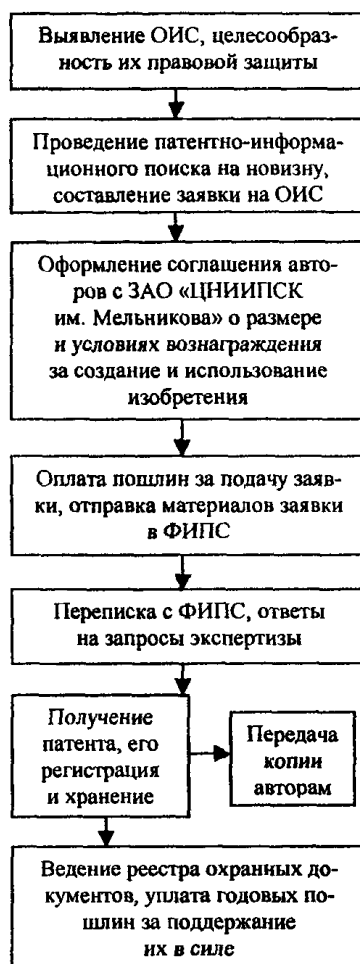 Выявление ОИС, целесообраз-
ность их правовой защиты
Проведение патентно-информа-
ционного поиска на новизну,
составление заявки на ОИС
Оформление соглашения авто-
ров с ЗАО «ЦНИИПСК
им. Мельникова» о размере
и условиях вознаграждения
за создание и использование
изобретения
Оплата пошлин за подачу заяв-
ки, отправка материалов заявки
в ФИПС
Переписка с ФИПС, ответы
на запросы экспертизы
Получение
патента, его
регистрация
и хранение
Передача
копии
авторам
Ведение реестра охранных до-
кументов, уплата годовых по-
шлин за поддержание
их в силе